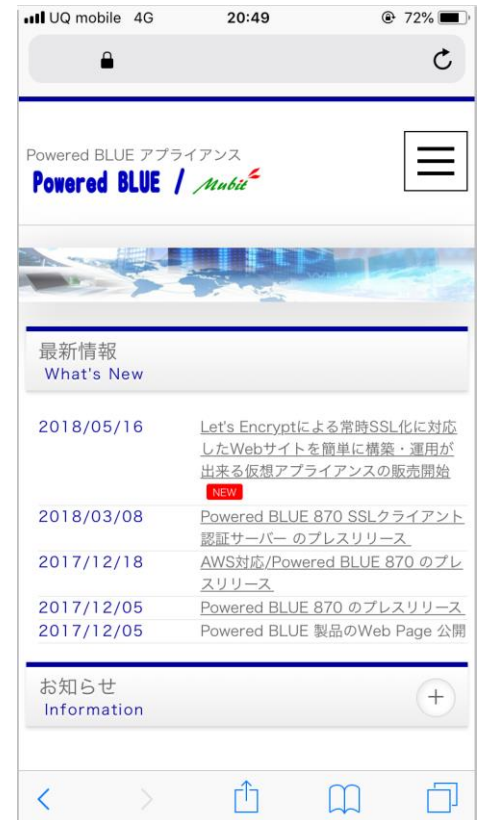 UQ mobile 4G 20:49 72%
Powered BLUE アプライアンス
Powered BLUE / Mubit
最新情報
What's New
2018/05/16 Let's Encryptによる常時SSL化に対応
したWebサイトを簡単に構築・運用が
出来る仮想アプライアンスの販売開始
NEW
2018/03/08 Powered BLUE 870 SSLクライアント
認証サーバー のプレスリリース
2017/12/18 AWS対応/Powered BLUE 870 のプレ
スリリース
2017/12/05 Powered BLUE 870 のプレスリリース
2017/12/05 Powered BLUE 製品のWeb Page 公開
お知らせ
Information